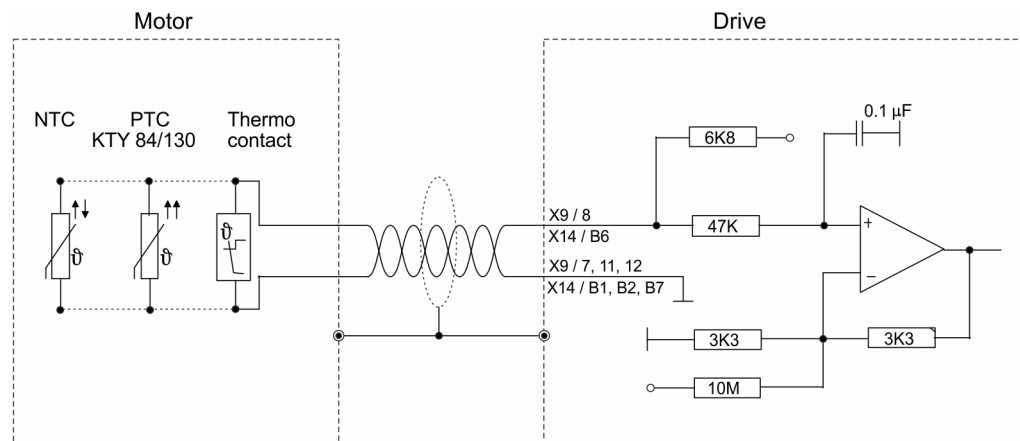 Motor
Drive
NTC
PTC
KTY 84/130
Thermo
contact
0.1 µF
6K8
X9 / 8
X14 / B6
47K
+
ϑ
ϑ
ϑ
X9 / 7, 11, 12
X14 / B1, B2, B7
−
3K3
3K3
10M